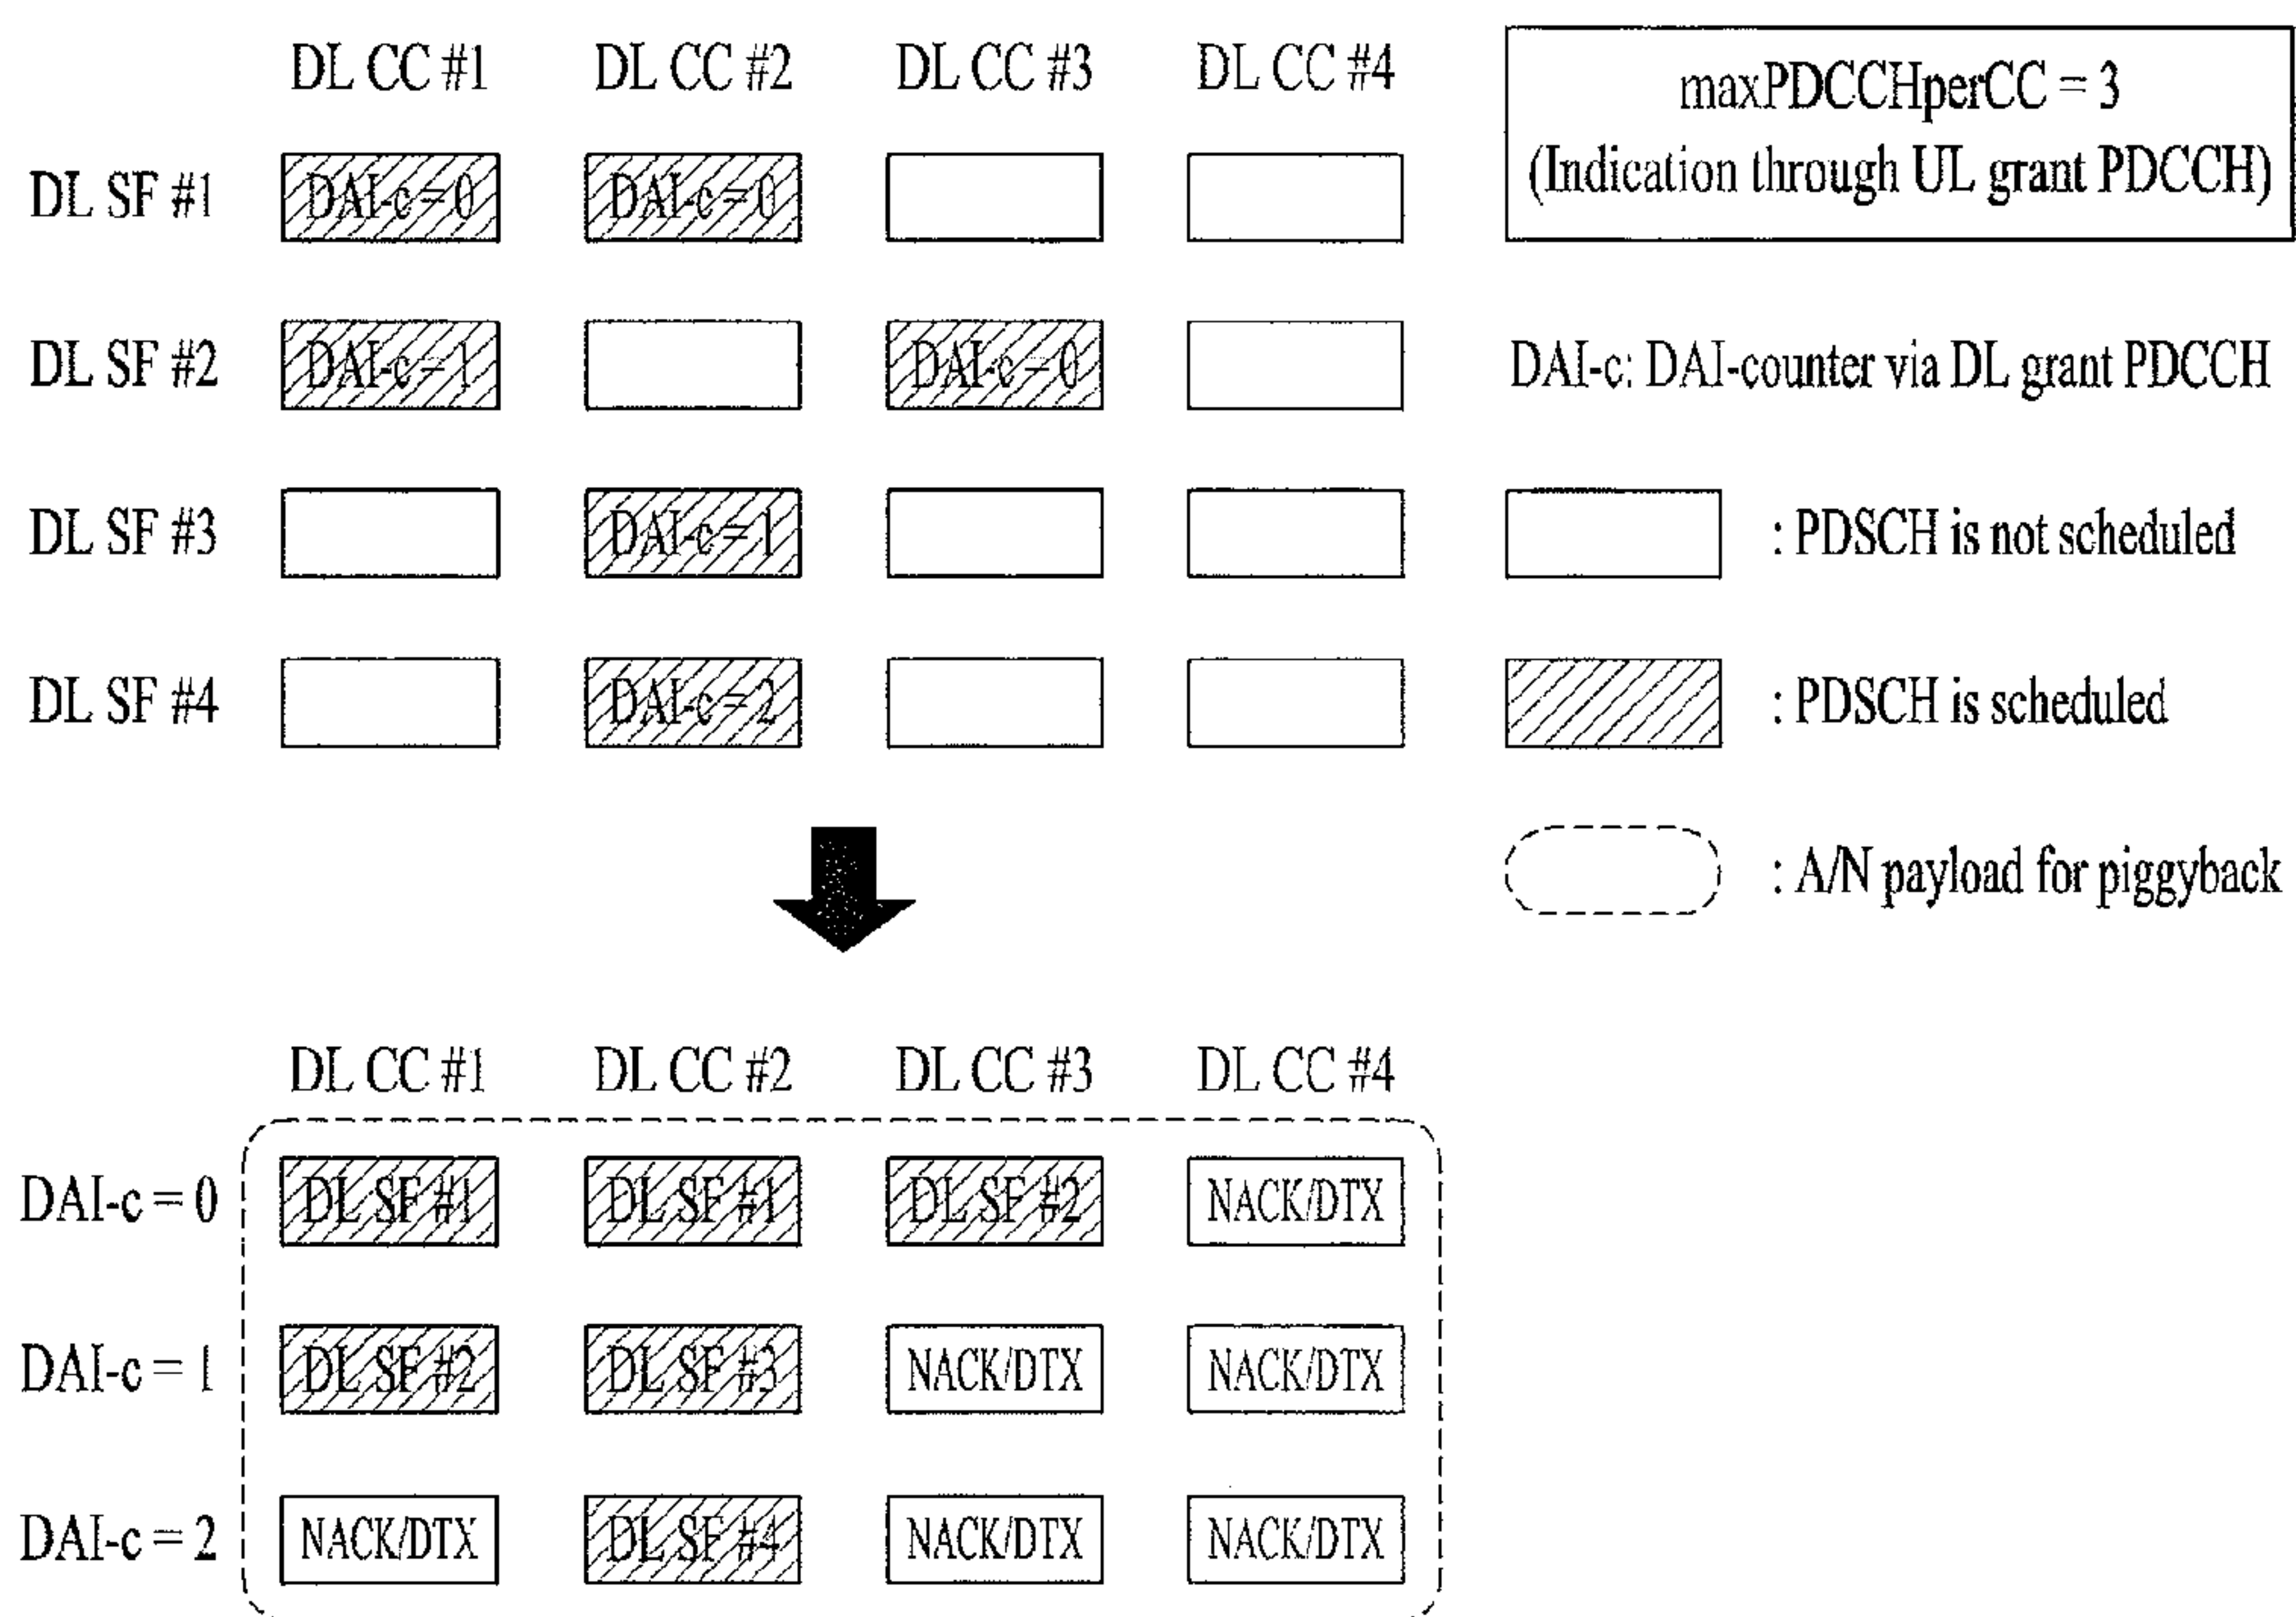 DL CC #1 DL CC #2 DL CC #3 DL CC #4
maxPDCCHperCC = 3
(Indication through UL grant PDCCH)
DL SF #1 DAI-c = 0 DAI-c = 0
DL SF #2 DAI-c = 1 DAI-c = 0
DAI-c: DAI-counter via DL grant PDCCH
DL SF #3 DAI-c = 1
: PDSCH is not scheduled
DL SF #4 DAI-c = 2
: PDSCH is scheduled
: A/N payload for piggyback
DL CC #1 DL CC #2 DL CC #3 DL CC #4
DAI-c = 0 DL SF #1 DL SF #1 DL SF #2 NACK/DTX
DAI-c = 1 DL SF #2 DL SF #3 NACK/DTX NACK/DTX
DAI-c = 2 NACK/DTX DL SF #4 NACK/DTX NACK/DTX